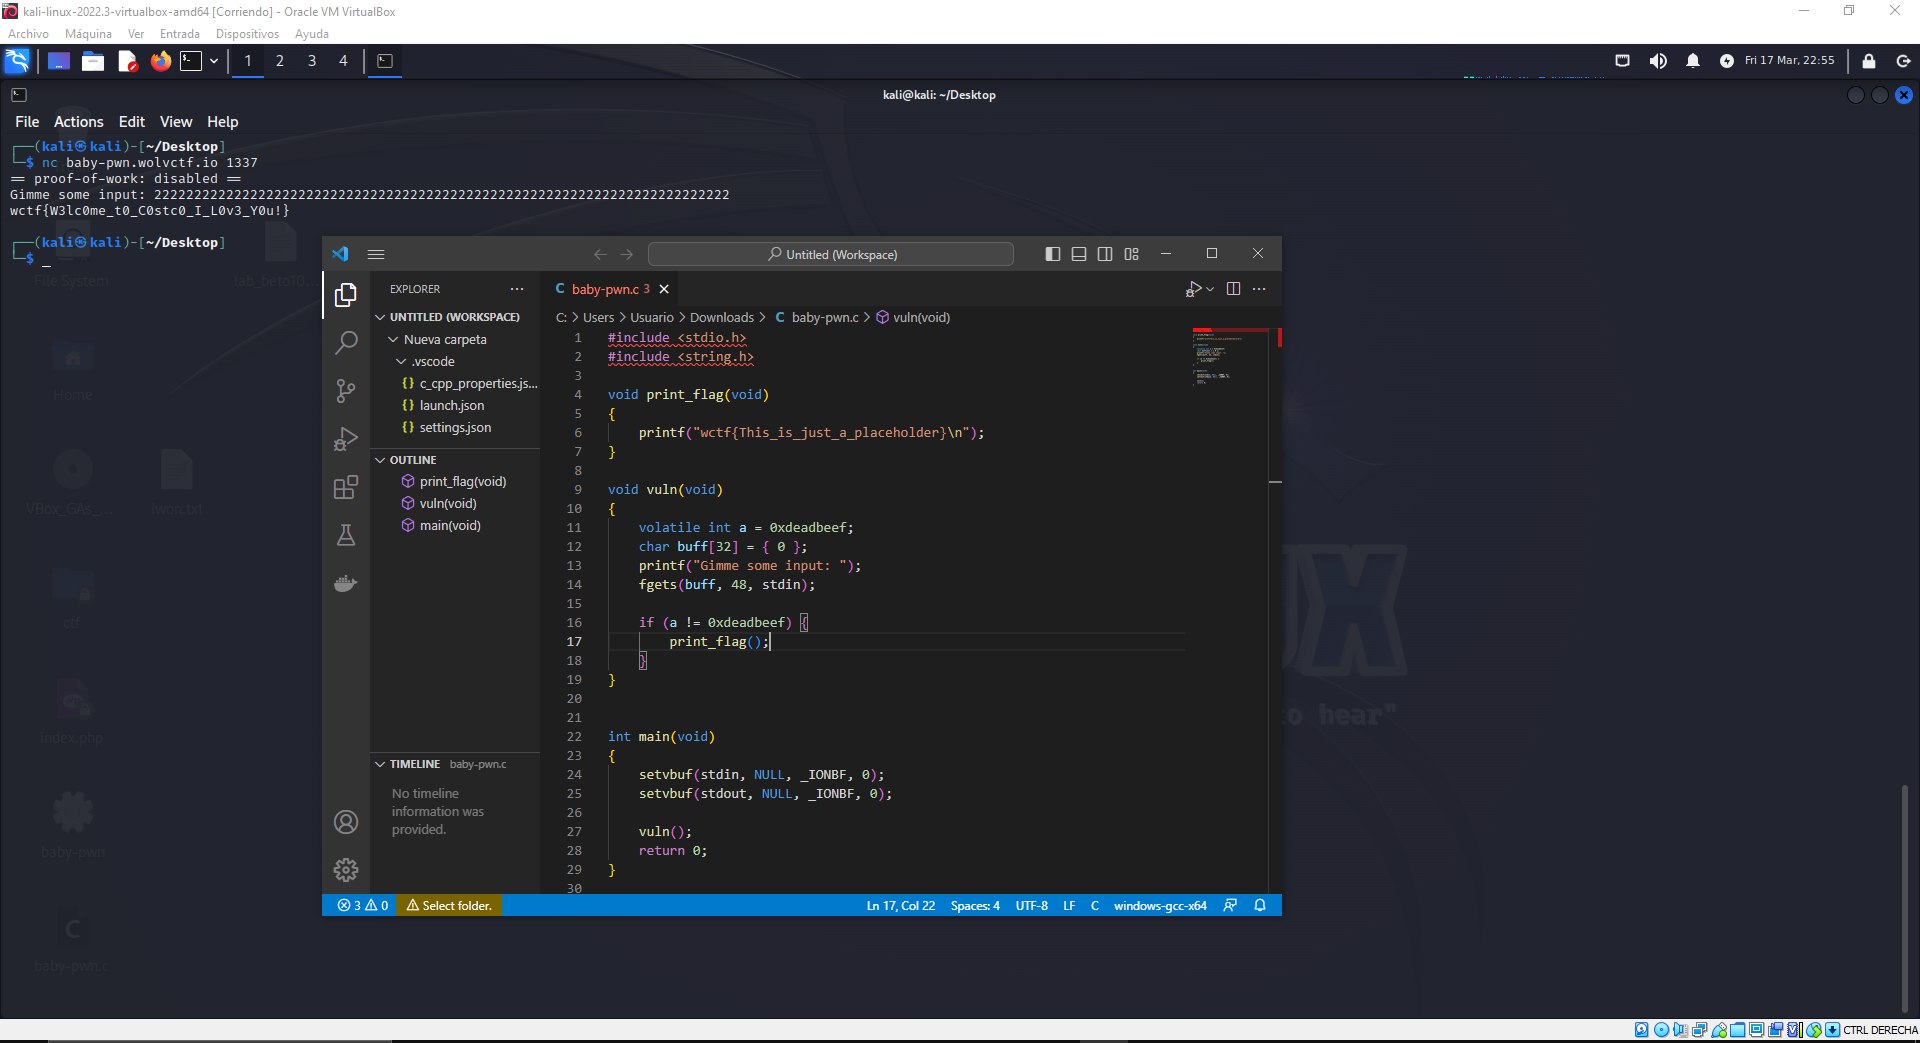 kali-linux-2022.3-virtualbox-amd64 [Corriendo] - Oracle VM VirtualBox
Archivo Máquina Ver Entrada Dispositivos Ayuda
1 2 3 4
Fri 17 Mar, 22:55
kali@kali: ~/Desktop
File Actions Edit View Help
(kali㉿kali)-[~/Desktop]
$ nc baby-pwn.wolvctf.io 1337
== proof-of-work: disabled ==
Gimme some input: 2222222222222222222222222222222222222222222222222222222222222222222222222
wctf{W3lc0me_t0_C0stc0_I_L0v3_Y0u!}
(kali㉿kali)-[~/Desktop]
$ _
File System
tab_beto10...
Home
VBox_GAs_...
lworctxt
ctf
index.php
baby-pwn
C
baby-pwn.c
Untitled (Workspace)
EXPLORER ...
UNTITLED (WORKSPACE)
Nueva carpeta
.vscode
{} c_cpp_properties.js...
{} launch.json
{} settings.json
OUTLINE
print_flag(void)
vuln(void)
main(void)
TIMELINE baby-pwn.c
No timeline
information was
provided.
C baby-pwn.c 3
C: > Users > Usuario > Downloads > C baby-pwn.c > vuln(void)
1 #include <stdio.h>
2 #include <string.h>
3
4 void print_flag(void)
5 {
6     printf("wctf{This_is_just_a_placeholder}\n");
7 }
8
9 void vuln(void)
10 {
11     volatile int a = 0xdeadbeef;
12     char buff[32] = { 0 };
13     printf("Gimme some input: ");
14     fgets(buff, 48, stdin);
15
16     if (a != 0xdeadbeef) {
17         print_flag();
18     }
19 }
20
21
22 int main(void)
23 {
24     setvbuf(stdin, NULL, _IONBF, 0);
25     setvbuf(stdout, NULL, _IONBF, 0);
26
27     vuln();
28     return 0;
29 }
30
3 0 Select folder. Ln 17, Col 22 Spaces: 4 UTF-8 LF C windows-gcc-x64
UX
to hear"
CTRL DERECHA